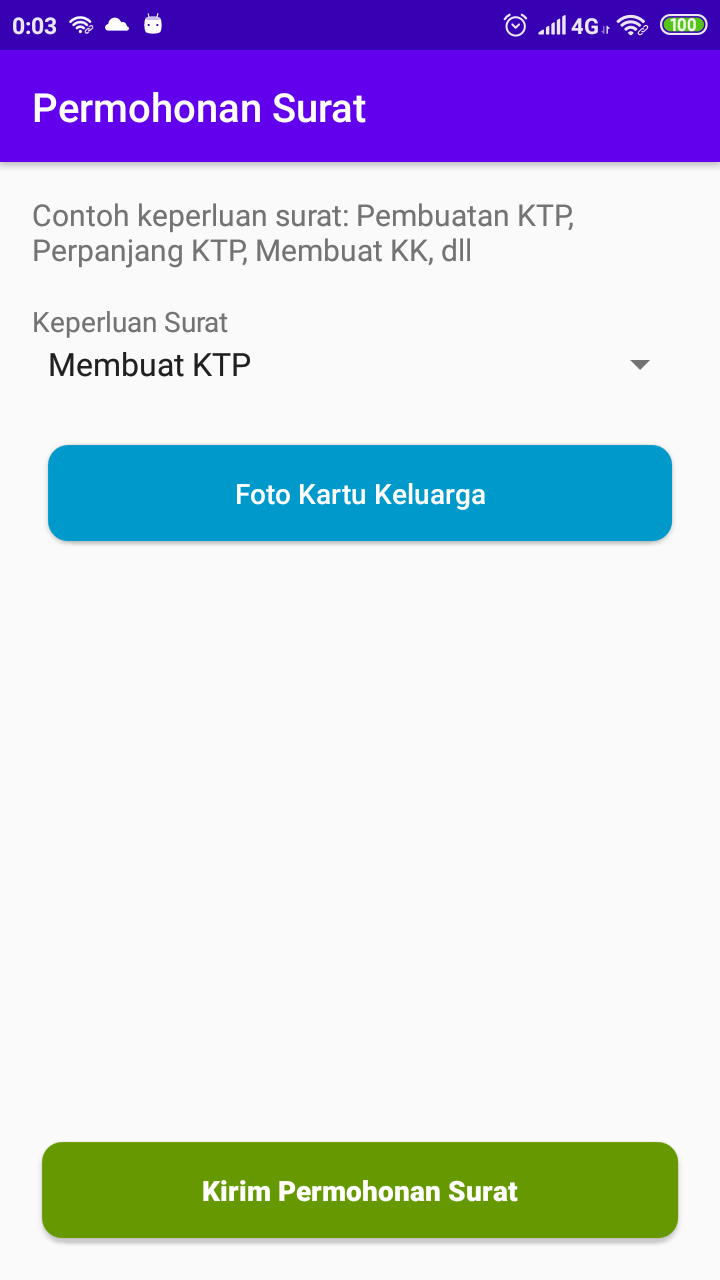 0:03 4G 100
Permohonan Surat
Contoh keperluan surat: Pembuatan KTP,
Perpanjang KTP, Membuat KK, dll
Keperluan Surat
Membuat KTP
Foto Kartu Keluarga
Kirim Permohonan Surat